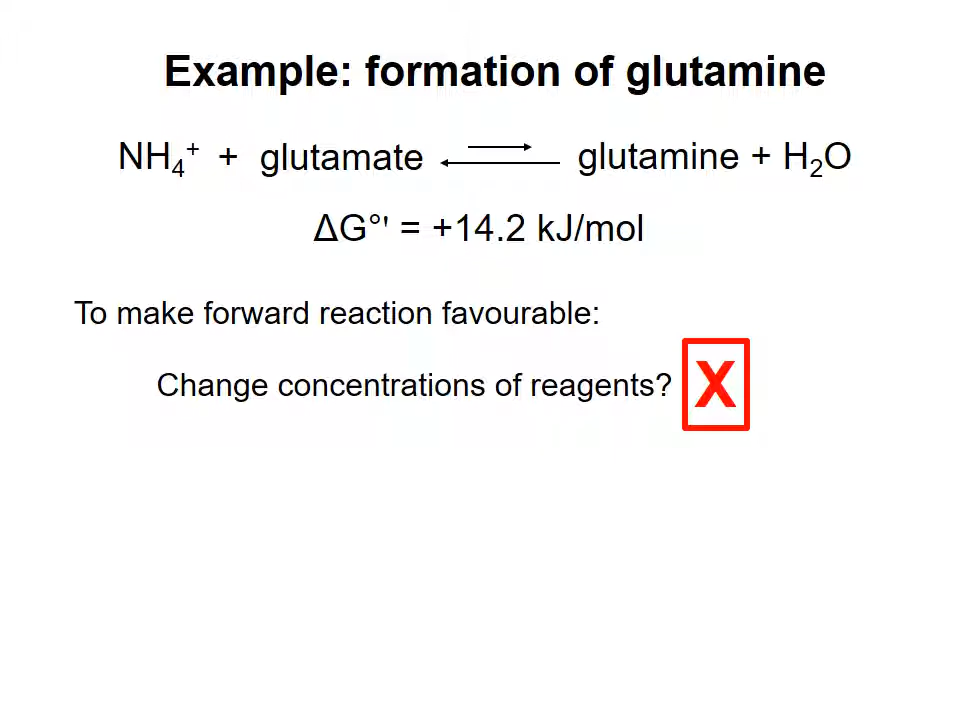 Example: formation of glutamine
NH₄⁺ + glutamate ⇌ glutamine + H₂O
ΔG°' = +14.2 kJ/mol
To make forward reaction favourable:
Change concentrations of reagents? X